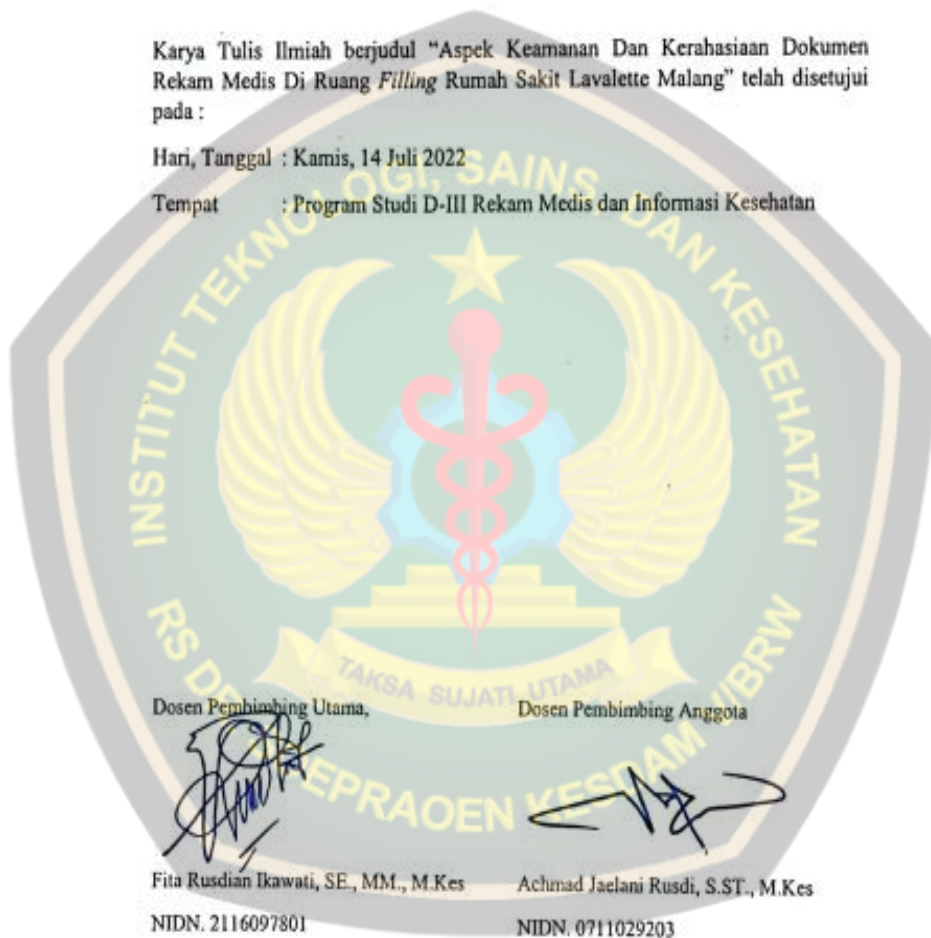 Karya Tulis Ilmiah berjudul “Aspek Keamanan Dan Kerahasiaan Dokumen
Rekam Medis Di Ruang Filling Rumah Sakit Lavalette Malang” telah disetujui
pada :
Hari, Tanggal : Kamis, 14 Juli 2022
Tempat : Program Studi D-III Rekam Medis dan Informasi Kesehatan
INSTITUT TEKNOLOGI, SAINS, DAN KESEHATAN
TAKSA SUJATI UTAMA
RS SOEPRAOEN KESDAM V/BRW
Dosen Pembimbing Utama,
Dosen Pembimbing Anggota
Fita Rusdian Ikawati, SE., MM., M.Kes
Achmad Jaelani Rusdi, S.ST., M.Kes
NIDN. 2116097801
NIDN. 0711029203